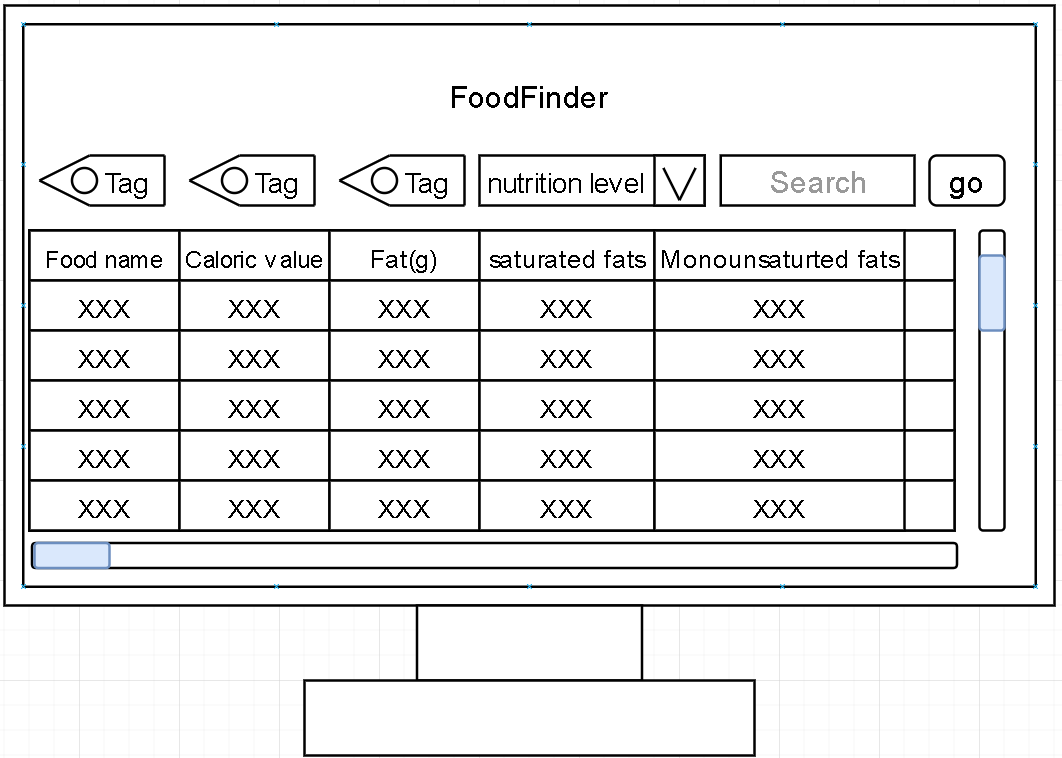 FoodFinder
Tag Tag Tag nutrition level Search go
Food name Caloric value Fat(g) saturated fats Monounsaturted fats
XXX XXX XXX XXX XXX
XXX XXX XXX XXX XXX
XXX XXX XXX XXX XXX
XXX XXX XXX XXX XXX
XXX XXX XXX XXX XXX